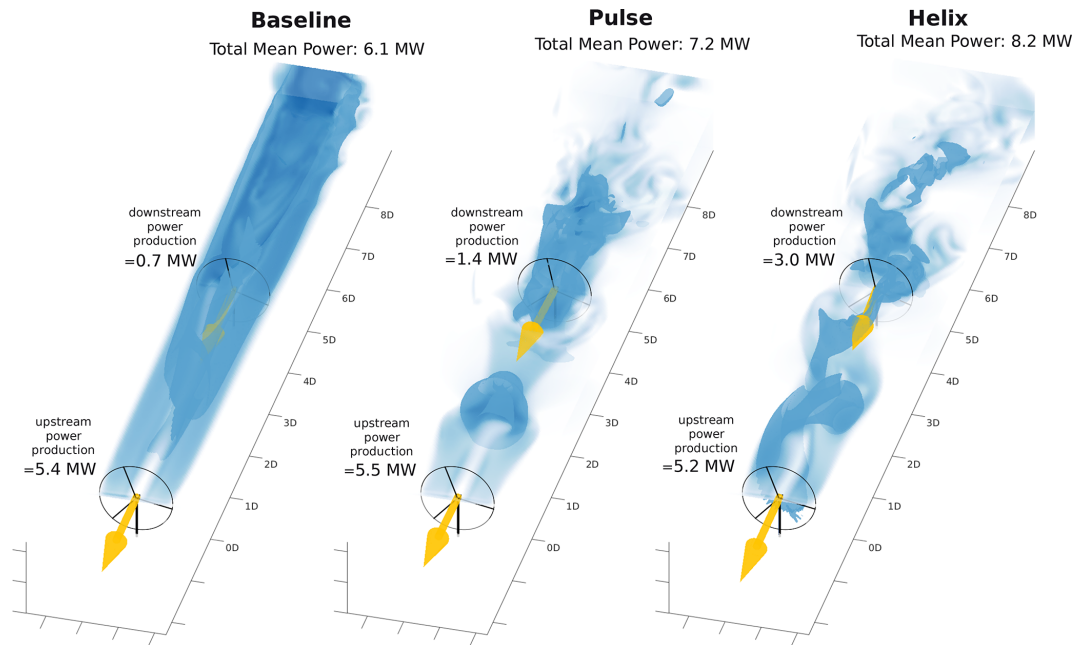 Baseline
Total Mean Power: 6.1 MW
downstream
power
production
=0.7 MW
upstream
power
production
=5.4 MW
8D
7D
6D
5D
4D
3D
2D
1D
0D
Pulse
Total Mean Power: 7.2 MW
downstream
power
production
=1.4 MW
upstream
power
production
=5.5 MW
8D
7D
6D
5D
4D
3D
2D
1D
0D
Helix
Total Mean Power: 8.2 MW
downstream
power
production
=3.0 MW
upstream
power
production
=5.2 MW
8D
7D
6D
5D
4D
3D
2D
1D
0D